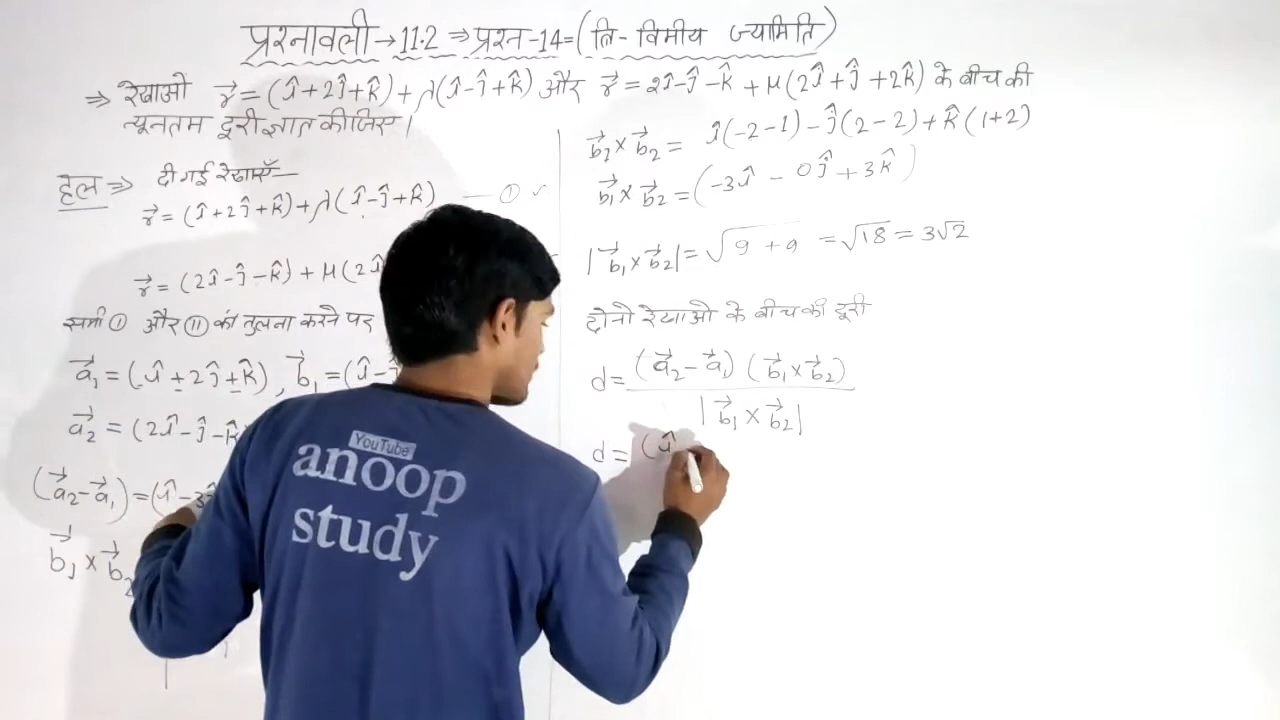 प्रश्नावली → 11.2 ⇒ प्रश्न - 14 = ( त्रि - विमीय ज्यामिति )
⇒ रेखाओ r⃗ = (î + 2ĵ + k̂) + λ(î - ĵ + k̂) और r⃗ = 2î - ĵ - k̂ + μ(2î + ĵ + 2k̂) के बीच की
न्यूनतम दूरी ज्ञात कीजिए।
हल ⇒ दी गई रेखाएँ —
r⃗ = (î + 2ĵ + k̂) + λ(î - ĵ + k̂) — ① ✓
r⃗ = (2î - ĵ - k̂) + μ(2î
समी ① और ⑪ की तुलना करने पर
a⃗₁ = (î + 2ĵ + k̂), b⃗₁ = (î -
a⃗₂ = (2î - ĵ - k̂
(a⃗₂ - a⃗₁) = (î - 3ĵ
b⃗₁ × b⃗₂
b⃗₂ × b⃗₂ = î(-2-1) - ĵ(2-2) + k̂(1+2)
b⃗₁ × b⃗₂ = (-3î - 0ĵ + 3k̂)
|b⃗₁ × b⃗₂| = √9 + 9 = √18 = 3√2
दोनो रेखाओ के बीच की दूरी
d = (a⃗₂ - a⃗₁) (b⃗₁ × b⃗₂)
|b⃗₁ × b⃗₂|
d = (î
YouTube
anoop
study